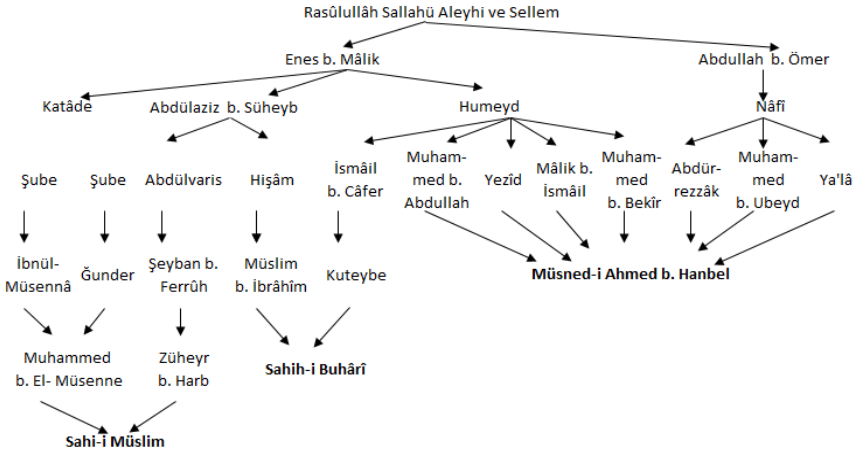 Rasûlullâh Sallahü Aleyhi ve Sellem
Enes b. Mâlik
Abdullah b. Ömer
Katâde
Abdülaziz b. Süheyb
Humeyd
Nâfî
Şube
Şube
Abdülvaris
Hişâm
İsmâil
b. Câfer
Muham-
med b.
Abdullah
Yezîd
Mâlik b.
İsmâil
Muham-
med
b. Bekîr
Abdür-
rezzâk
Muham-
med
b. Ubeyd
Ya'lâ
İbnül-
Müsennâ
Ğunder
Şeyban b.
Ferrûh
Müslim
b. İbrâhîm
Kuteybe
Müsned-i Ahmed b. Hanbel
Muhammed
b. El- Müsenne
Züheyr
b. Harb
Sahih-i Buhârî
Sahi-i Müslim